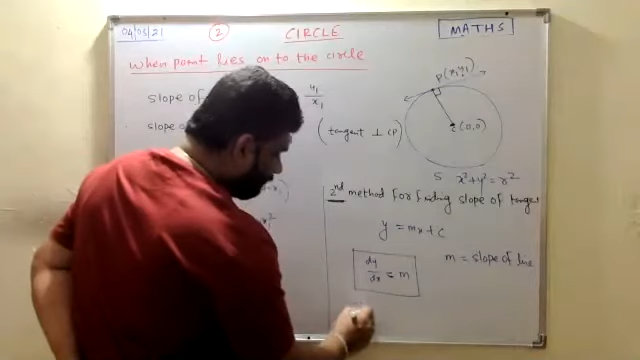 04/03/21
2
CIRCLE
MATHS
When point lies on to the circle
Slope of
y₁
x₁
slope
(tangent ⊥ CP)
P(x₁,y₁)
C(0,0)
S x²+y²=r²
2nd method for finding slope of tangent
y = mx+c
dy/dx = m
m = slope of line